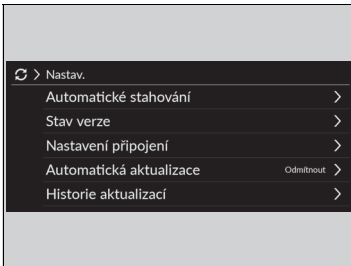 Nastav.
Automatické stahování
Stav verze
Nastavení připojení
Automatická aktualizace Odmítnout
Historie aktualizací